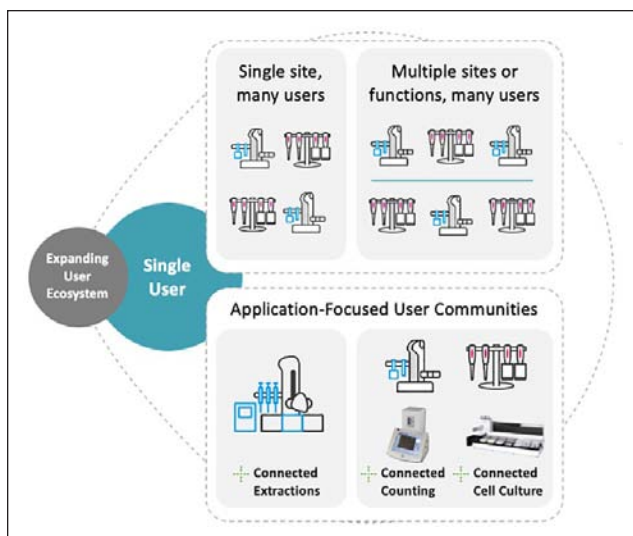 Single site,
many users
Multiple sites or
functions, many users
Expanding
User
Ecosystem
Single
User
Application-Focused User Communities
Connected
Extractions
Connected
Counting
Connected
Cell Culture